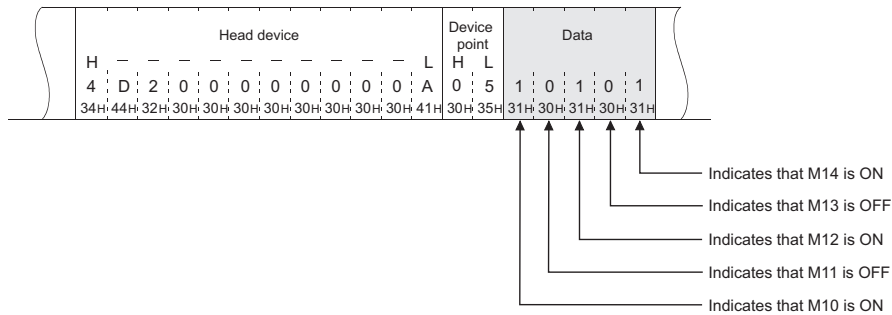 Head device Device point Data
H – – – – – – – – – – L H L
4 D 2 0 0 0 0 0 0 0 0 A 0 5 1 0 1 0 1
34H 44H 32H 30H 30H 30H 30H 30H 30H 30H 30H 41H 30H 35H 31H 30H 31H 30H 31H
Indicates that M14 is ON
Indicates that M13 is OFF
Indicates that M12 is ON
Indicates that M11 is OFF
Indicates that M10 is ON